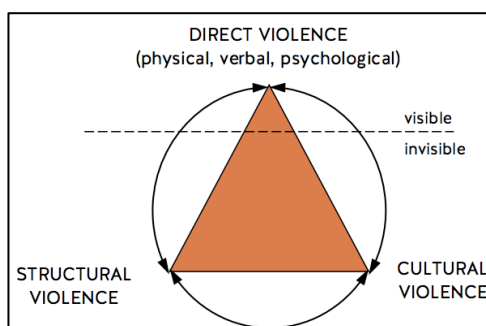 DIRECT VIOLENCE
(physical, verbal, psychological)
visible
invisible
STRUCTURAL
VIOLENCE
CULTURAL
VIOLENCE